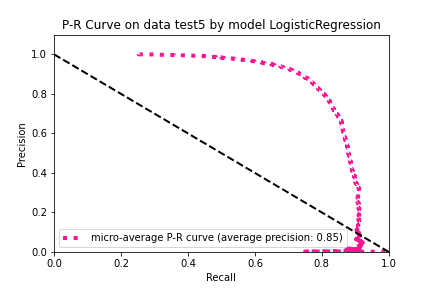 P-R Curve on data test5 by model LogisticRegression
1.0
0.8
0.6
0.4
0.2
0.0
Precision
micro-average P-R curve (average precision: 0.85)
0.0 0.2 0.4 0.6 0.8 1.0
Recall